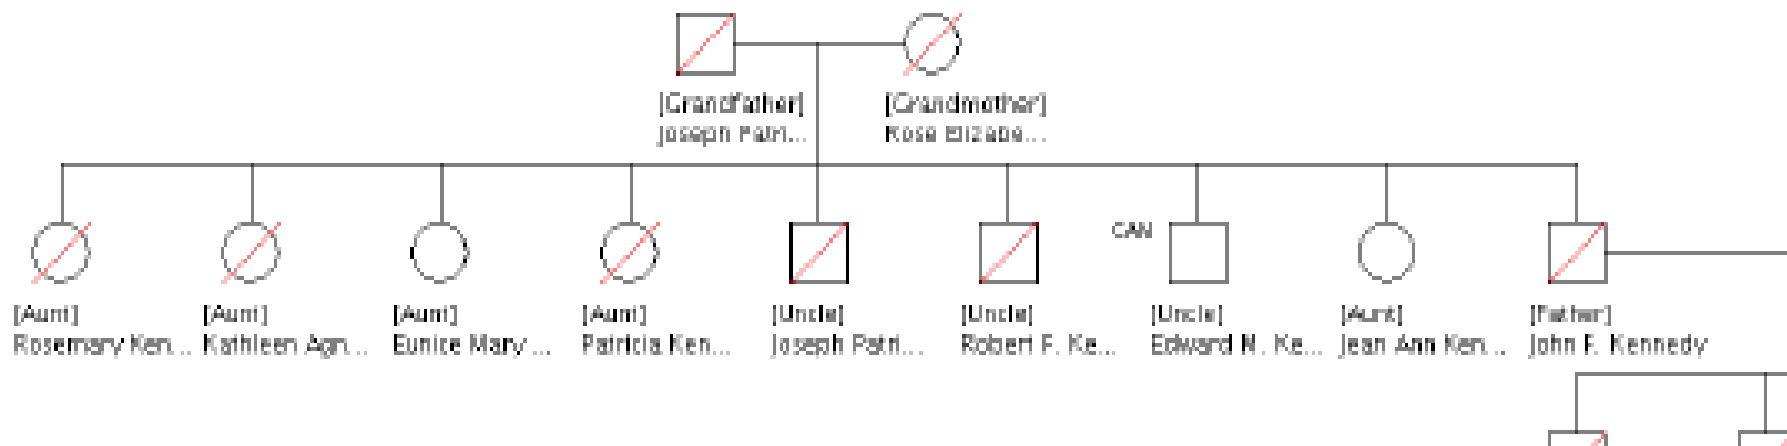 [Grandfather]
Joseph Patri...
[Grandmother]
Rose Elizabe...
CAN
[Aunt]
Rosemary Ken...
[Aunt]
Kathleen Agn...
[Aunt]
Eunice Mary ...
[Aunt]
Patricia Ken...
[Uncle]
Joseph Patri...
[Uncle]
Robert F. Ke...
[Uncle]
Edward M. Ke...
[Aunt]
Jean Ann Ken...
[Father]
John F. Kennedy